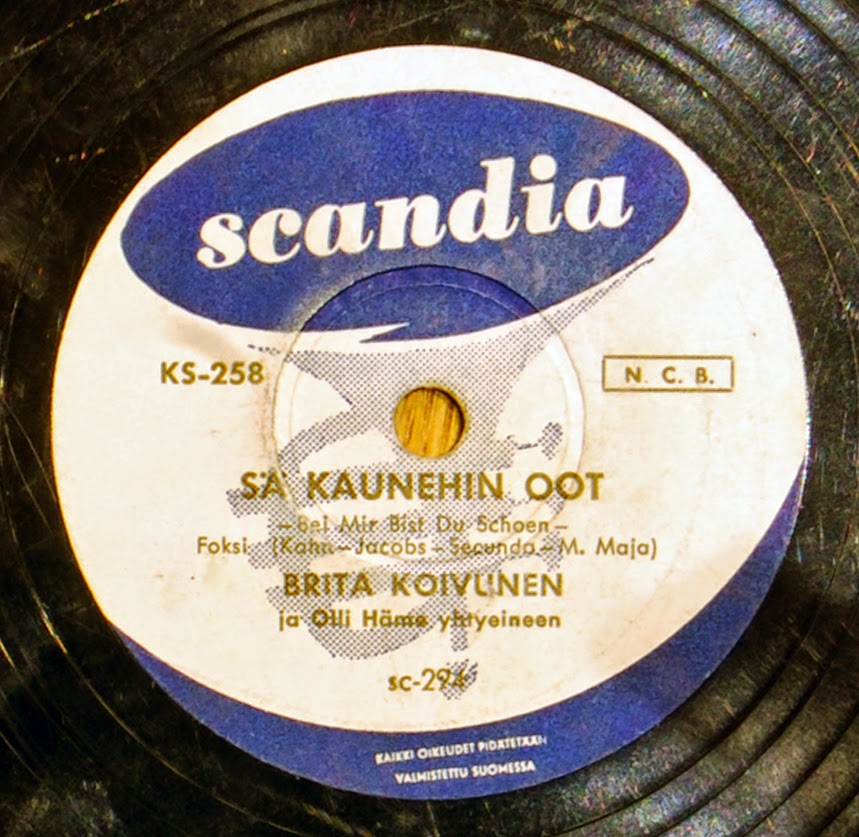 scandia
KS-258
N. C. B.
SÄ KAUNEHIN OOT
-Bei Mir Bist Du Schoen-
Foksi (Kahn-Jacobs-Secunda-M. Maja)
BRITA KOIVUNEN
ja Olli Häme yhtyeineen
sc-294
KAIKKI OIKEUDET PIDÄTETÄÄN
VALMISTETTU SUOMESSA